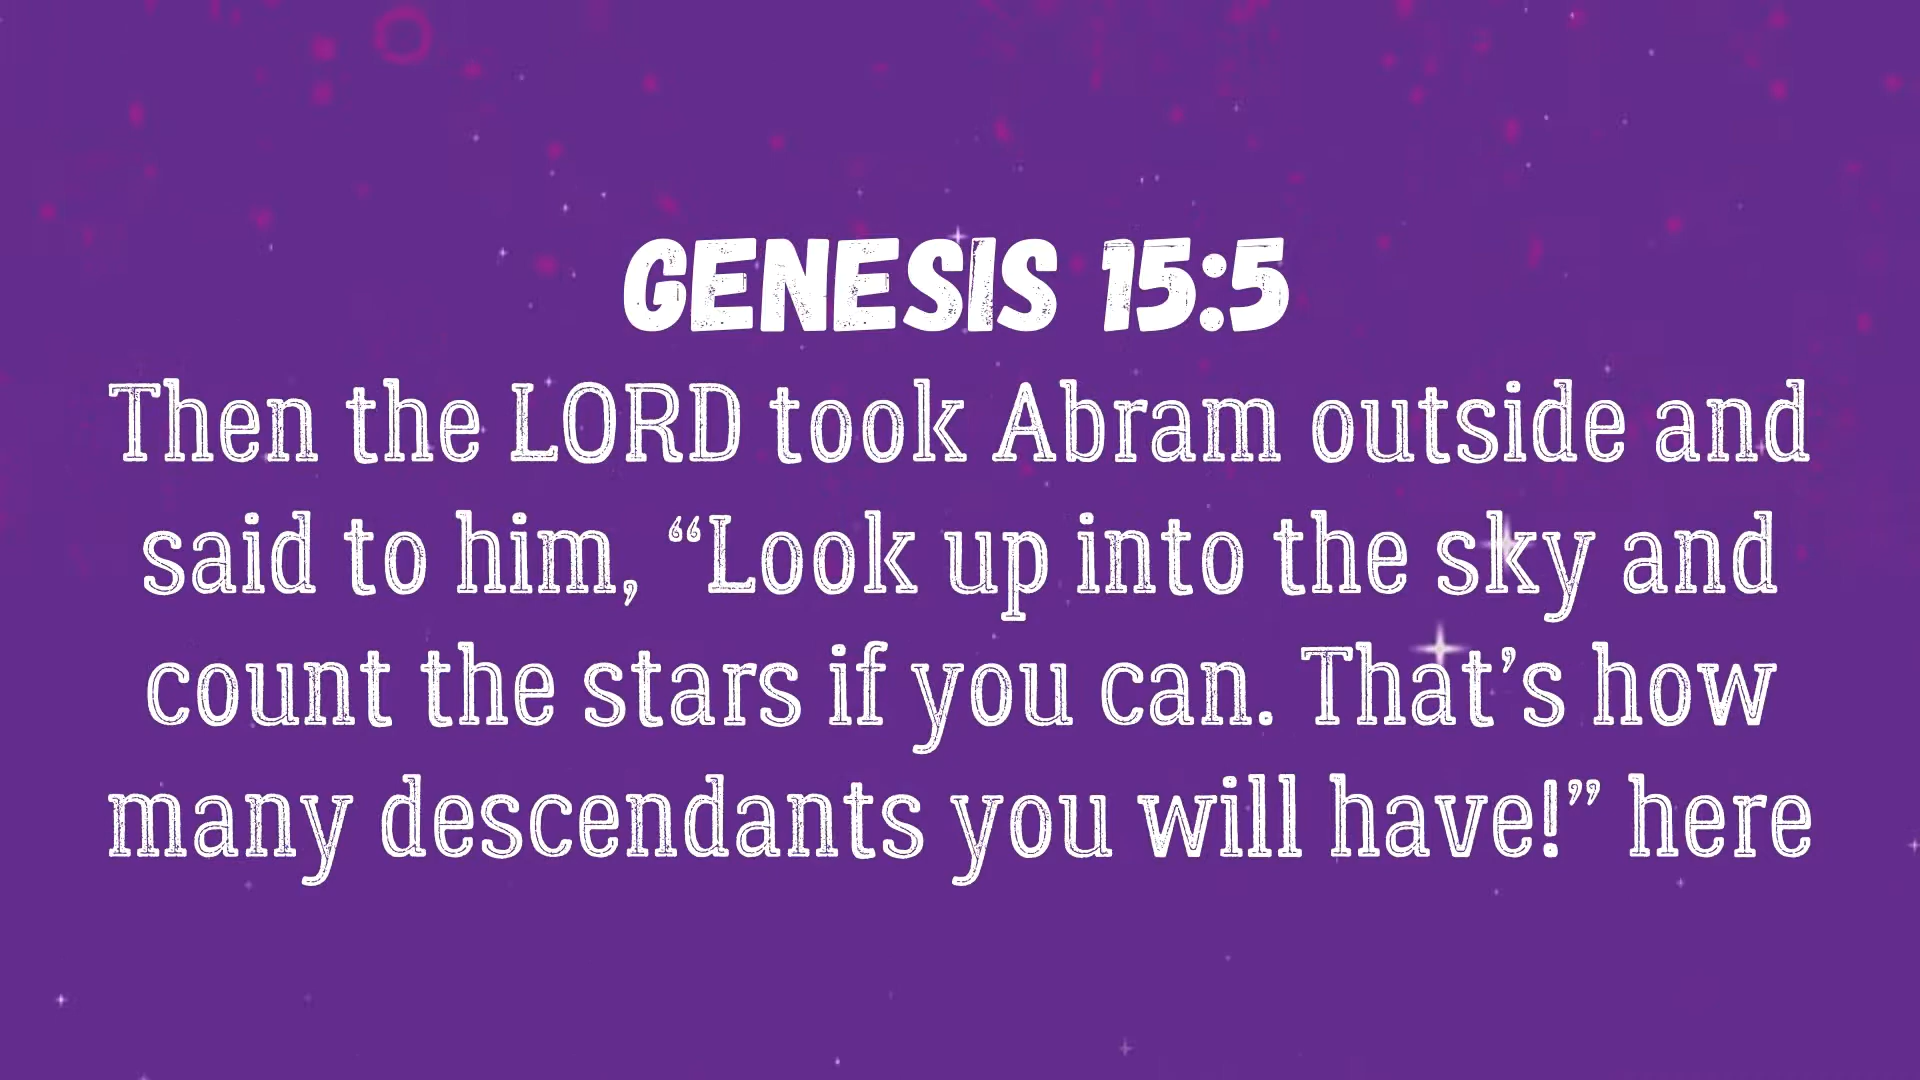 GENESIS 15:5
Then the LORD took Abram outside and
said to him, “Look up into the sky and
count the stars if you can. That’s how
many descendants you will have!” here